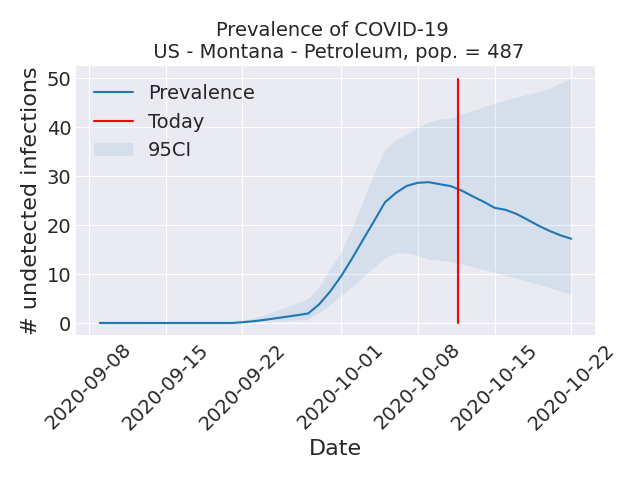 Prevalence of COVID-19
US - Montana - Petroleum, pop. = 487
# undetected infections
50
40
30
20
10
0
Prevalence
Today
95CI
2020-09-08
2020-09-15
2020-09-22
2020-10-01
2020-10-08
2020-10-15
2020-10-22
Date